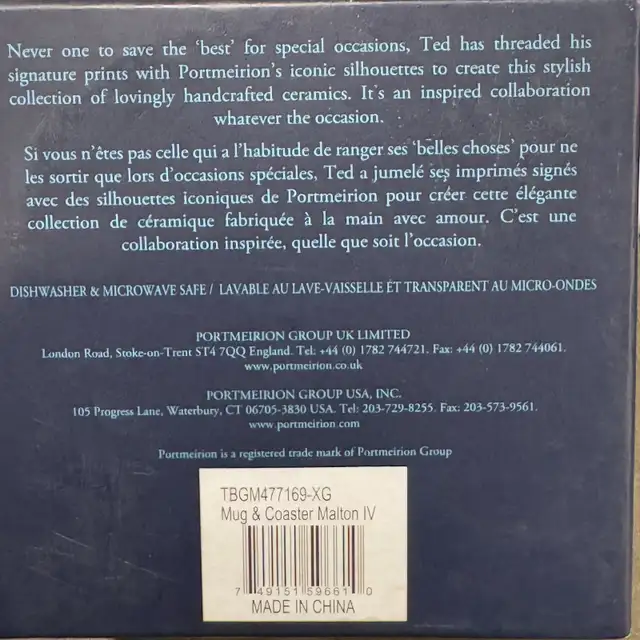 Never one to save the 'best' for special occasions, Ted has threaded his
signature prints with Portmeirion's iconic silhouettes to create this stylish
collection of lovingly handcrafted ceramics. It's an inspired collaboration
whatever the occasion.
Si vous n'êtes pas celle qui a l'habitude de ranger ses 'belles choses' pour ne
les sortir que lors d'occasions spéciales, Ted a jumelé ses imprimés signés
avec des silhouettes iconiques de Portmeirion pour créer cette élégante
collection de céramique fabriquée à la main avec amour. C'est une
collaboration inspirée, quelle que soit l'occasion.
DISHWASHER & MICROWAVE SAFE / LAVABLE AU LAVE-VAISSELLE ET TRANSPARENT AU MICRO-ONDES
PORTMEIRION GROUP UK LIMITED
London Road, Stoke-on-Trent ST4 7QQ England. Tel: +44 (0) 1782 744721. Fax: +44 (0) 1782 744061.
www.portmeirion.co.uk
PORTMEIRION GROUP USA, INC.
105 Progress Lane, Waterbury, CT 06705-3830 USA. Tel: 203-729-8255. Fax: 203-573-9561.
www.portmeirion.com
Portmeirion is a registered trade mark of Portmeirion Group
TBGM477169-XG
Mug & Coaster Malton IV
7 49151 59661 0
MADE IN CHINA